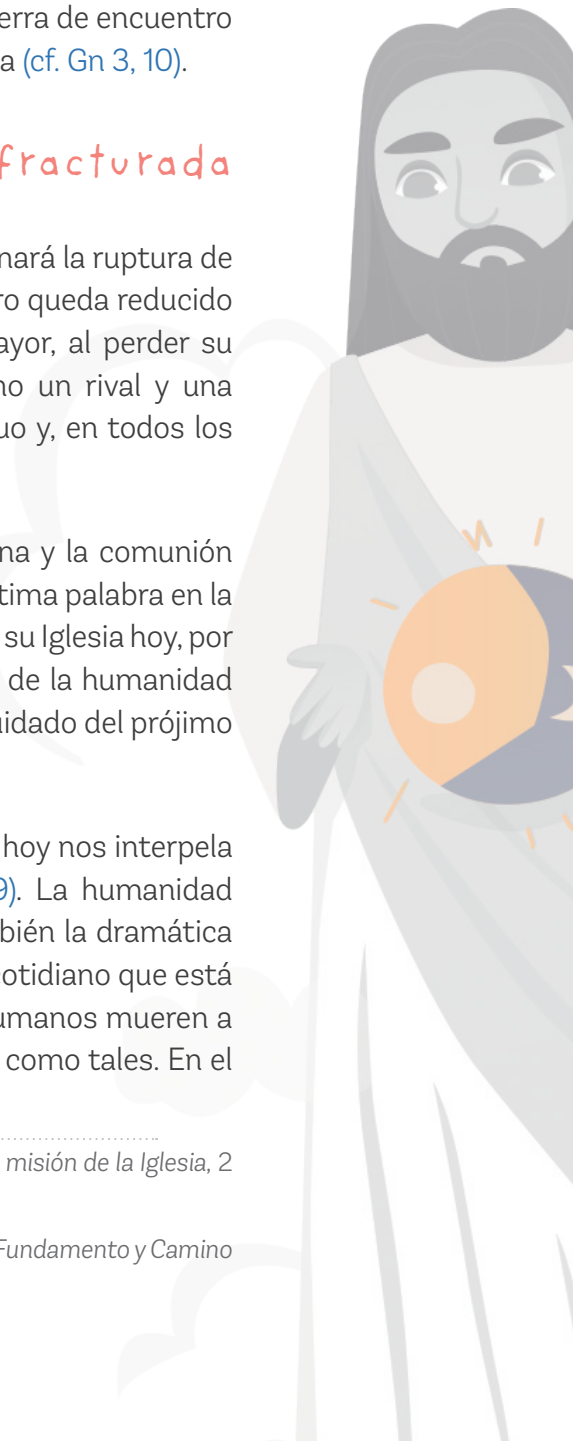 erra de encuentro
a (cf. Gn 3, 10).
fracturada
nará la ruptura de
ro queda reducido
ayor, al perder su
no un rival y una
uo y, en todos los
na y la comunión
tima palabra en la
su Iglesia hoy, por
de la humanidad
uidado del prójimo
hoy nos interpela
9). La humanidad
bién la dramática
cotidiano que está
umanos mueren a
como tales. En el
misión de la Iglesia, 2
Fundamento y Camino